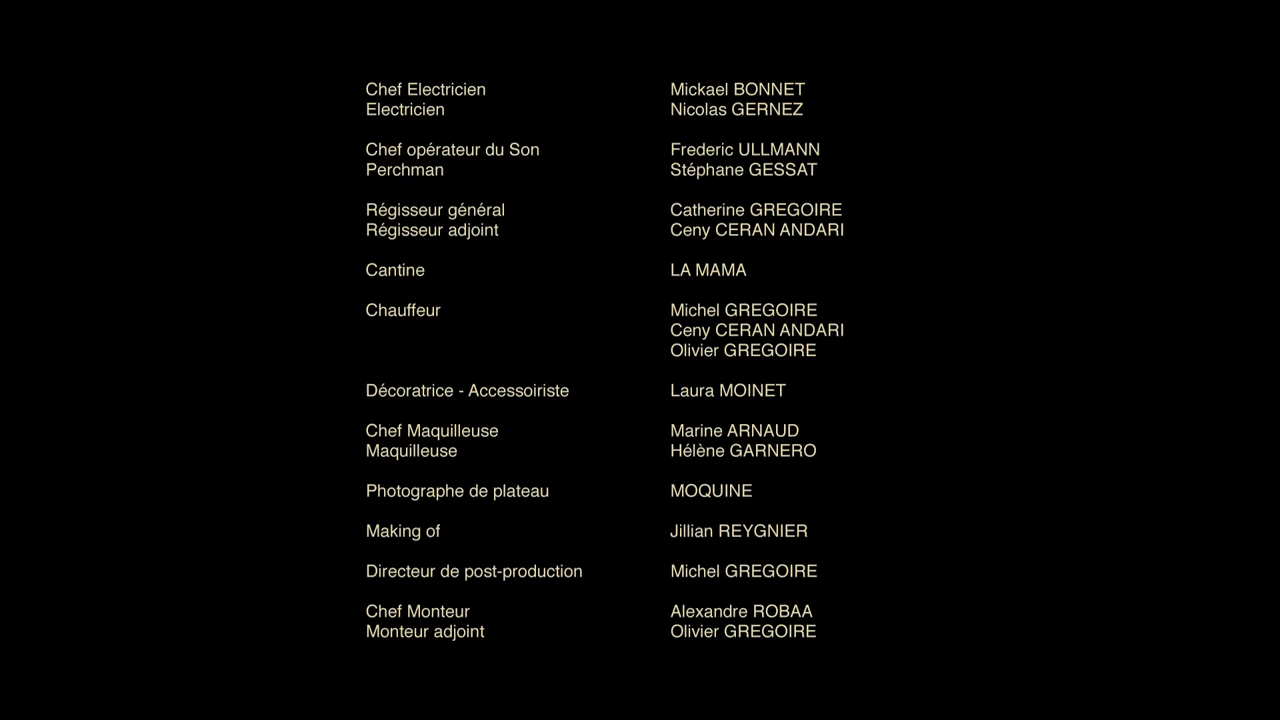 Chef Electricien Mickael BONNET
Electricien Nicolas GERNEZ
Chef opérateur du Son Frederic ULLMANN
Perchman Stéphane GESSAT
Régisseur général Catherine GREGOIRE
Régisseur adjoint Ceny CERAN ANDARI
Cantine LA MAMA
Chauffeur Michel GREGOIRE
Ceny CERAN ANDARI
Olivier GREGOIRE
Décoratrice - Accessoiriste Laura MOINET
Chef Maquilleuse Marine ARNAUD
Maquilleuse Hélène GARNERO
Photographe de plateau MOQUINE
Making of Jillian REYGNIER
Directeur de post-production Michel GREGOIRE
Chef Monteur Alexandre ROBAA
Monteur adjoint Olivier GREGOIRE